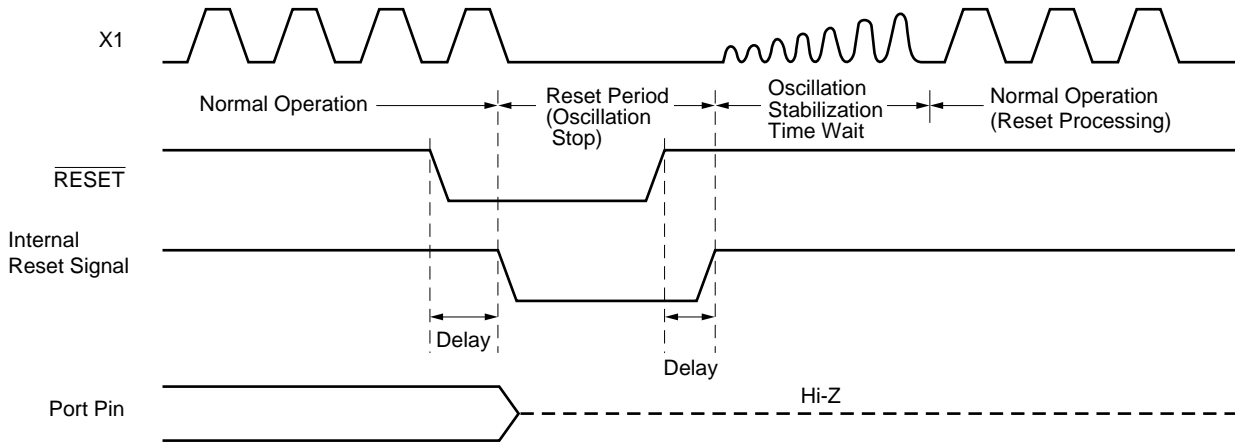 X1
Normal Operation
Reset Period
(Oscillation
Stop)
Oscillation
Stabilization
Time Wait
Normal Operation
(Reset Processing)
RESET
Internal
Reset Signal
Delay
Delay
Port Pin
Hi-Z